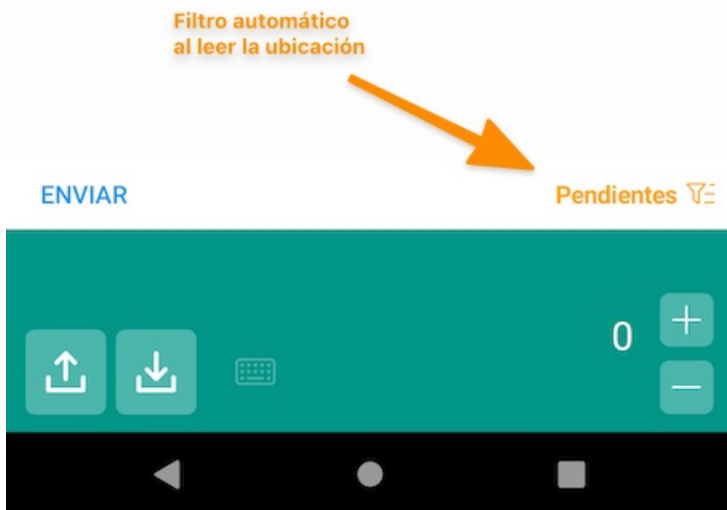 Filtro automático
al leer la ubicación
ENVIAR
Pendientes
0